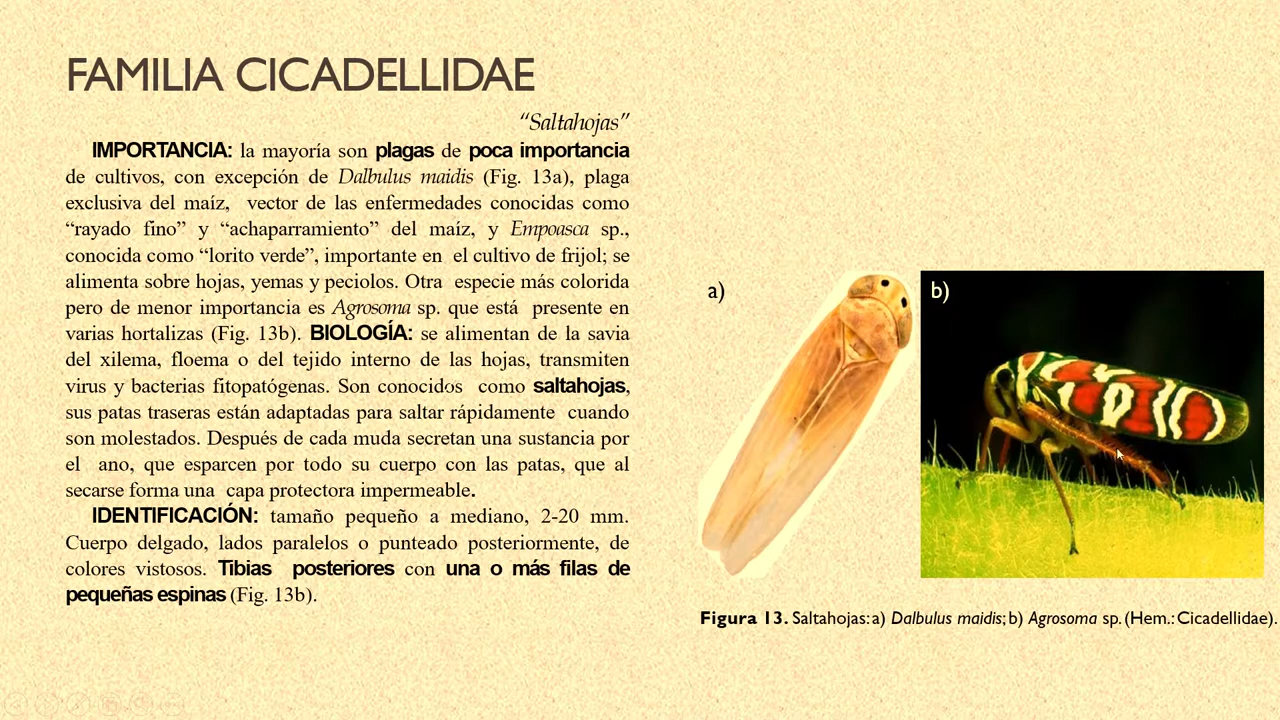 FAMILIA CICADELLIDAE
“Saltahojas”
IMPORTANCIA: la mayoría son plagas de poca importancia
de cultivos, con excepción de Dalbulus maidis (Fig. 13a), plaga
exclusiva del maíz, vector de las enfermedades conocidas como
“rayado fino” y “achaparramiento” del maíz, y Empoasca sp.,
conocida como “lorito verde”, importante en el cultivo de frijol; se
alimenta sobre hojas, yemas y peciolos. Otra especie más colorida
pero de menor importancia es Agrosoma sp. que está presente en
varias hortalizas (Fig. 13b). BIOLOGÍA: se alimentan de la savia
del xilema, floema o del tejido interno de las hojas, transmiten
virus y bacterias fitopatógenas. Son conocidos como saltahojas,
sus patas traseras están adaptadas para saltar rápidamente cuando
son molestados. Después de cada muda secretan una sustancia por
el ano, que esparcen por todo su cuerpo con las patas, que al
secarse forma una capa protectora impermeable.
IDENTIFICACIÓN: tamaño pequeño a mediano, 2-20 mm.
Cuerpo delgado, lados paralelos o punteado posteriormente, de
colores vistosos. Tibias posteriores con una o más filas de
pequeñas espinas (Fig. 13b).
a)
b)
Figura 13. Saltahojas: a) Dalbulus maidis; b) Agrosoma sp. (Hem.: Cicadellidae).